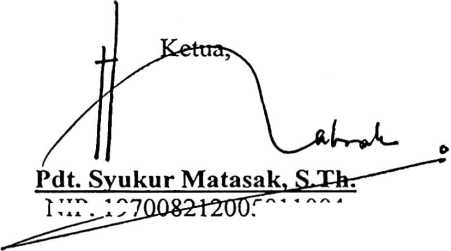 Ketua,
Pdt. Syukur Matasak, S.Th.
NIP.